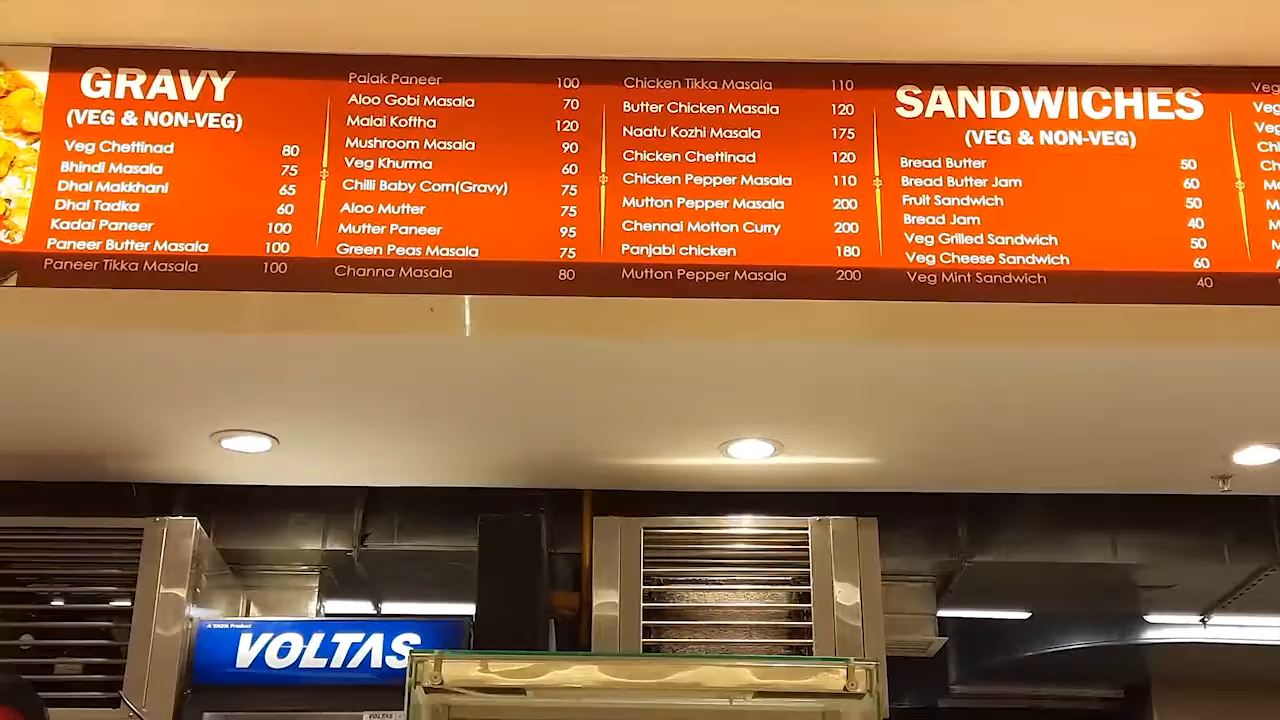 GRAVY
(VEG & NON-VEG)
Veg Chettinad 80
Bhindi Masala 75
Dhal Makkhani 65
Dhal Tadka 60
Kadai Paneer 100
Paneer Butter Masala 100
Paneer Tikka Masala 100
Palak Paneer 100
Aloo Gobi Masala 70
Malai Koftha 120
Mushroom Masala 90
Veg Khurma 60
Chilli Baby Corn(Gravy) 75
Aloo Mutter 75
Mutter Paneer 95
Green Peas Masala 75
Channa Masala 80
Chicken Tikka Masala 110
Butter Chicken Masala 120
Naatu Kozhi Masala 175
Chicken Chettinad 120
Chicken Pepper Masala 110
Mutton Pepper Masala 200
Chennai Motton Curry 200
Panjabi chicken 180
Mutton Pepper Masala 200
SANDWICHES
(VEG & NON-VEG)
Bread Butter 50
Bread Butter Jam 60
Fruit Sandwich 50
Bread Jam 40
Veg Grilled Sandwich 50
Veg Cheese Sandwich 60
Veg Mint Sandwich 40
Veg
Veg
Veg
A TATA Product
VOLTAS
VOLTAS